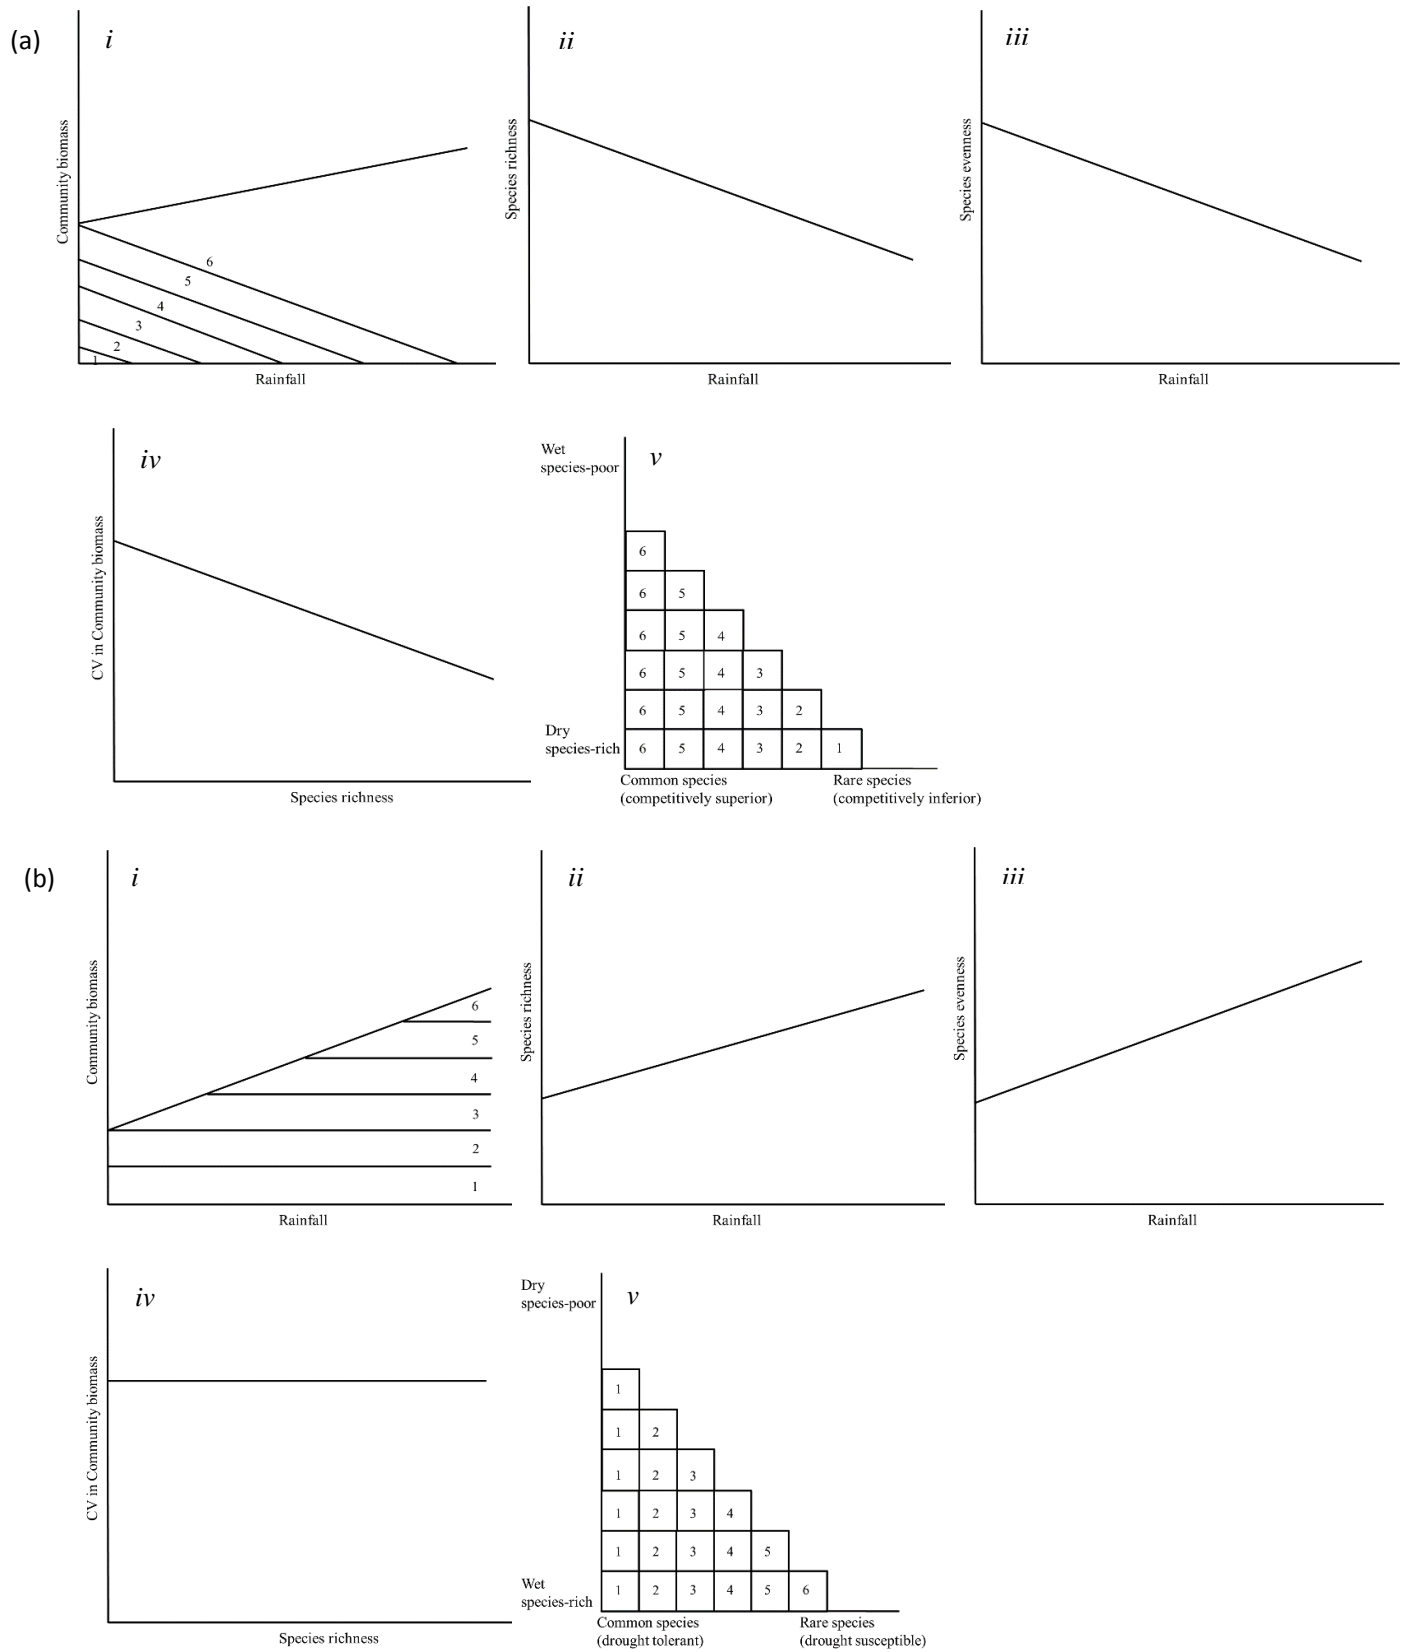 (a)
i
Community biomass
6
5
4
3
2
1
Rainfall
ii
Species richness
Rainfall
iii
Species evenness
Rainfall
iv
CV in Community biomass
Species richness
v
Wet
species-poor
6
6 5
6 5 4
6 5 4 3
6 5 4 3 2
Dry
species-rich
6 5 4 3 2 1
Common species
(competitively superior)
Rare species
(competitively inferior)
(b)
i
Community biomass
6
5
4
3
2
1
Rainfall
ii
Species richness
Rainfall
iii
Species evenness
Rainfall
iv
CV in Community biomass
Species richness
v
Dry
species-poor
1
1 2
1 2 3
1 2 3 4
1 2 3 4 5
Wet
species-rich
1 2 3 4 5 6
Common species
(drought tolerant)
Rare species
(drought susceptible)